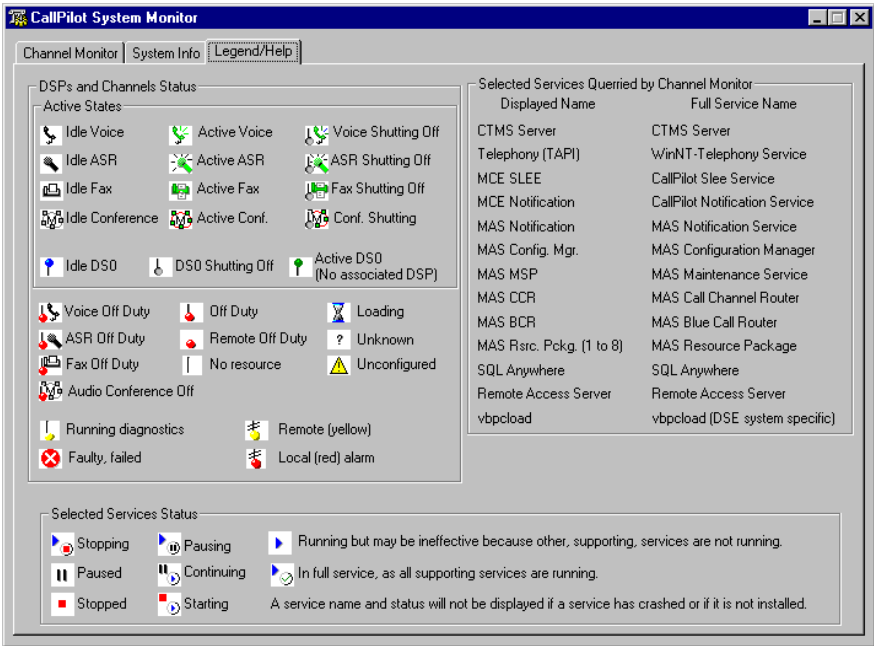 CallPilot System Monitor
Channel Monitor System Info Legend/Help
DSPs and Channels Status
Active States
Idle Voice Active Voice Voice Shutting Off
Idle ASR Active ASR ASR Shutting Off
Idle Fax Active Fax Fax Shutting Off
Idle Conference Active Conf. Conf. Shutting
Idle DS0 DS0 Shutting Off Active DS0
(No associated DSP)
Voice Off Duty Off Duty Loading
ASR Off Duty Remote Off Duty ? Unknown
Fax Off Duty No resource Unconfigured
Audio Conference Off
Running diagnostics Remote (yellow)
Faulty, failed Local (red) alarm
Selected Services Querried by Channel Monitor
Displayed Name Full Service Name
CTMS Server CTMS Server
Telephony (TAPI) WinNT-Telephony Service
MCE SLEE CallPilot Slee Service
MCE Notification CallPilot Notification Service
MAS Notification MAS Notification Service
MAS Config. Mgr. MAS Configuration Manager
MAS MSP MAS Maintenance Service
MAS CCR MAS Call Channel Router
MAS BCR MAS Blue Call Router
MAS Rsrc. Pckg. (1 to 8) MAS Resource Package
SQL Anywhere SQL Anywhere
Remote Access Server Remote Access Server
vbpcload vbpcload (DSE system specific)
Selected Services Status
Stopping Pausing Running but may be ineffective because other, supporting, services are not running.
Paused Continuing In full service, as all supporting services are running.
Stopped Starting A service name and status will not be displayed if a service has crashed or if it is not installed.